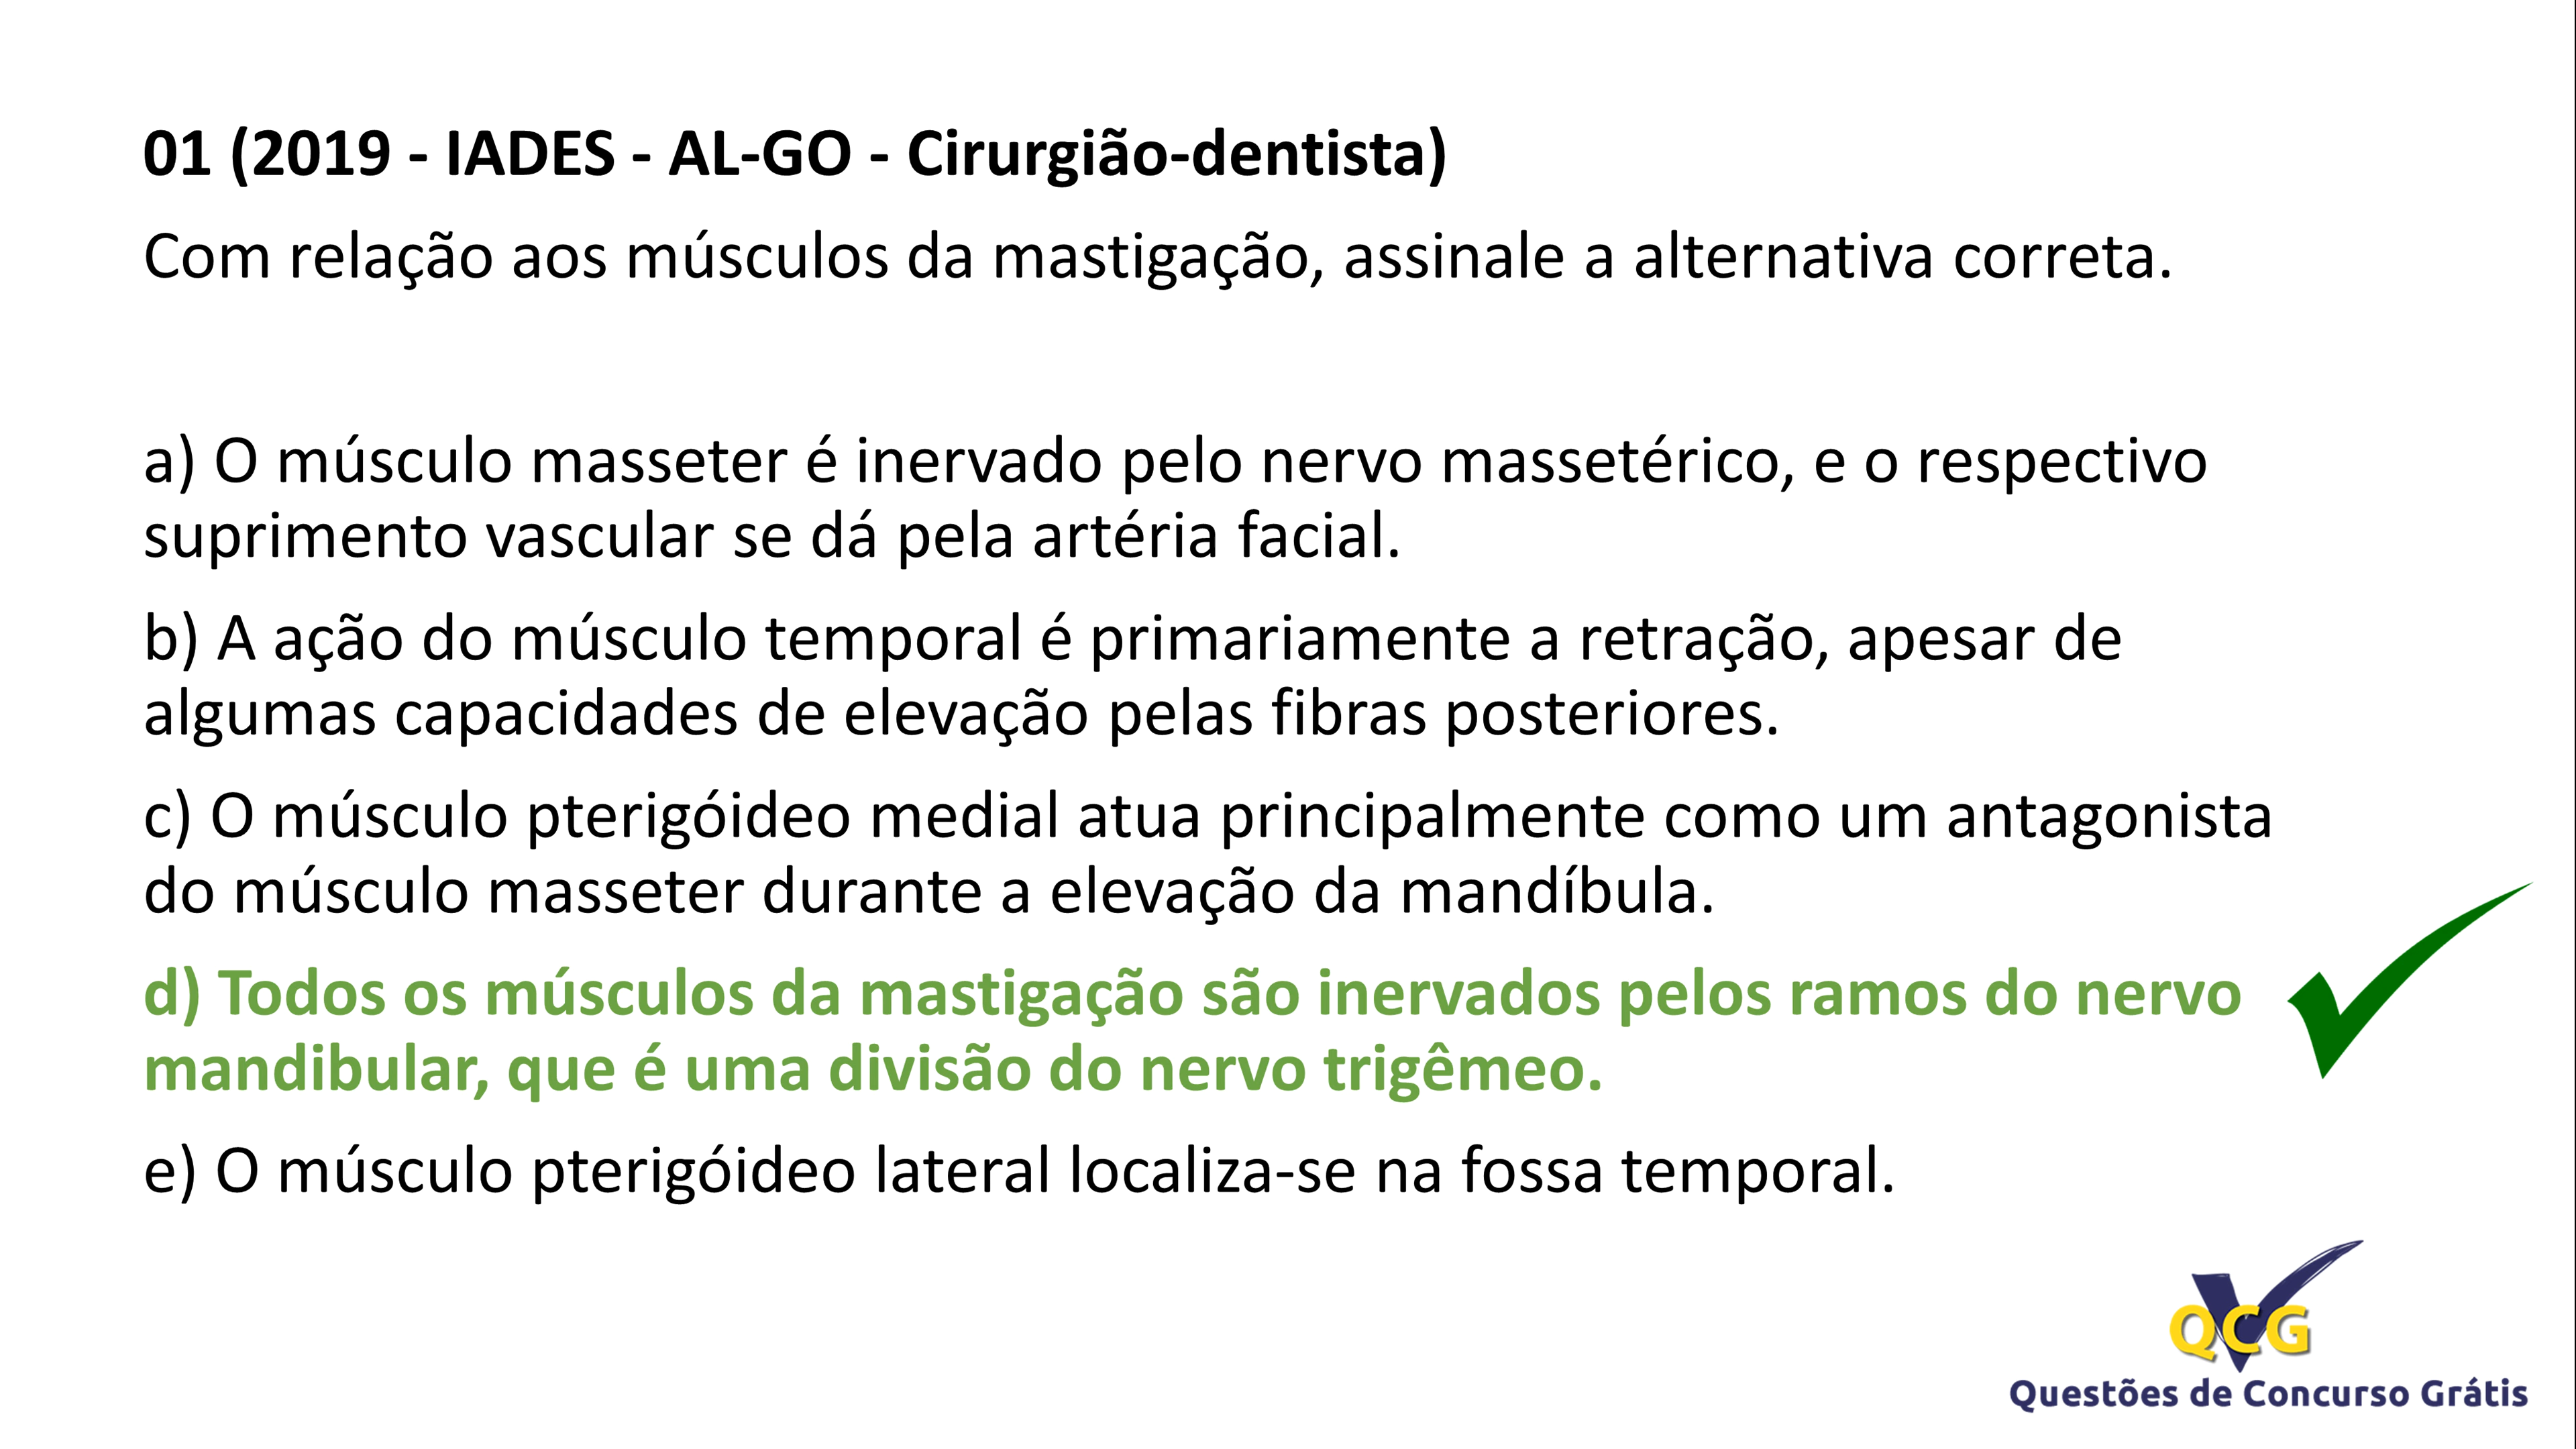 01 (2019 - IADES - AL-GO - Cirurgião-dentista)
Com relação aos músculos da mastigação, assinale a alternativa correta.
a) O músculo masseter é inervado pelo nervo massetérico, e o respectivo
suprimento vascular se dá pela artéria facial.
b) A ação do músculo temporal é primariamente a retração, apesar de
algumas capacidades de elevação pelas fibras posteriores.
c) O músculo pterigóideo medial atua principalmente como um antagonista
do músculo masseter durante a elevação da mandíbula.
d) Todos os músculos da mastigação são inervados pelos ramos do nervo
mandibular, que é uma divisão do nervo trigêmeo.
e) O músculo pterigóideo lateral localiza-se na fossa temporal.
QCG
Questões de Concurso Grátis